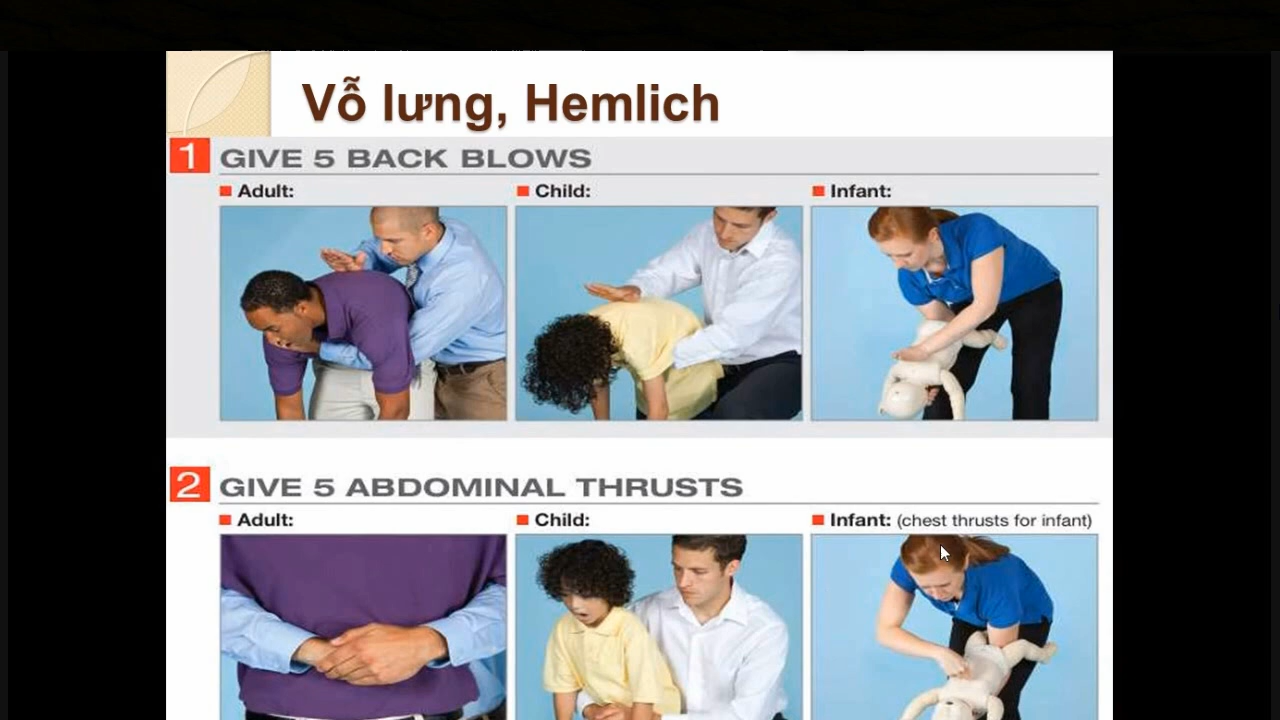 Vỗ lưng, Hemlich
1 GIVE 5 BACK BLOWS
Adult: Child: Infant:
2 GIVE 5 ABDOMINAL THRUSTS
Adult: Child: Infant: (chest thrusts for infant)